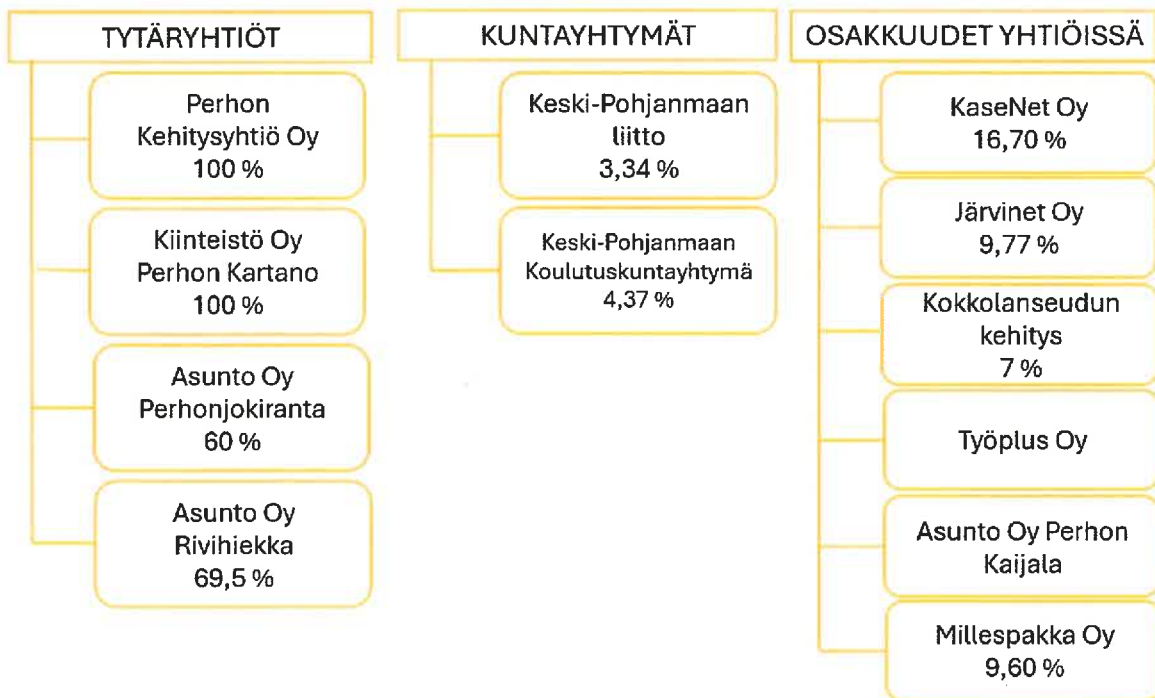 TYTÄRYHTIÖT
Perhon
Kehitysyhtiö Oy
100 %
Kiinteistö Oy
Perhon Kartano
100 %
Asunto Oy
Perhonjokiranta
60 %
Asunto Oy
Rivihiekka
69,5 %
KUNTAYHTYMÄT
Keski-Pohjanmaan
liitto
3,34 %
Keski-Pohjanmaan
Koulutuskuntayhtymä
4,37 %
OSAKKUUDET YHTIÖISSÄ
KaseNet Oy
16,70 %
Järvinet Oy
9,77 %
Kokkolanseudun
kehitys
7 %
Työplus Oy
Asunto Oy Perhon
Kaijala
Millespakka Oy
9,60 %